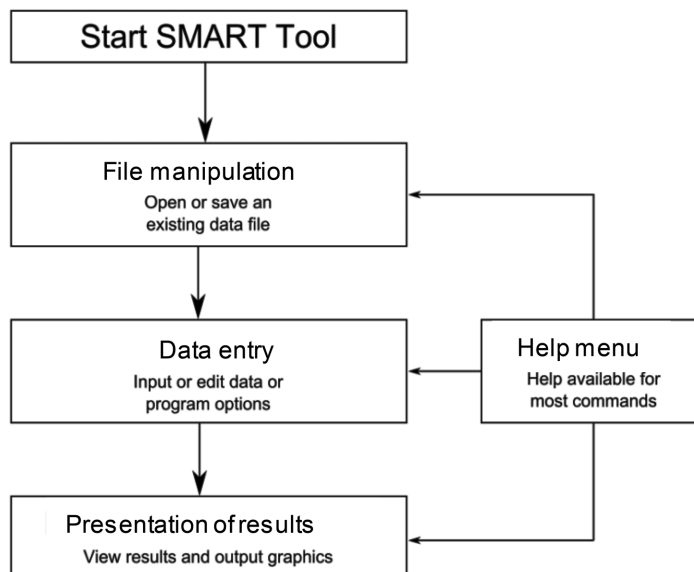 Start SMART Tool
File manipulation
Open or save an
existing data file
Data entry
Input or edit data or
program options
Help menu
Help available for
most commands
Presentation of results
View results and output graphics